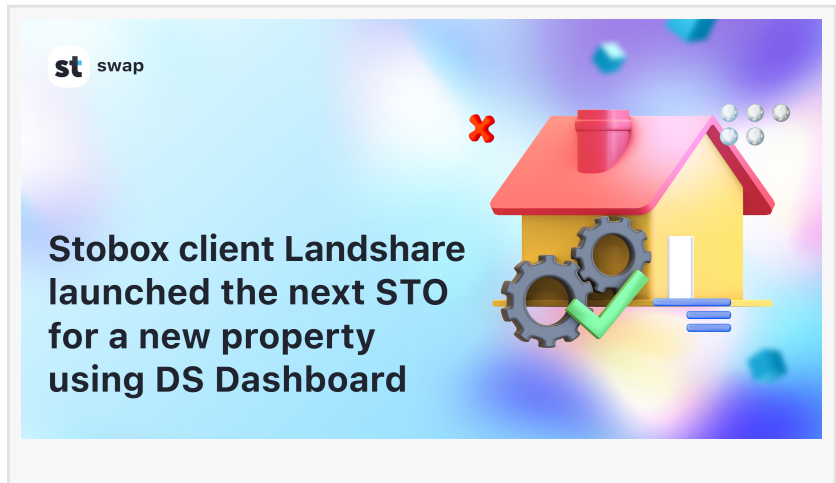 st swap
Stobox client Landshare
launched the next STO
for a new property
using DS Dashboard